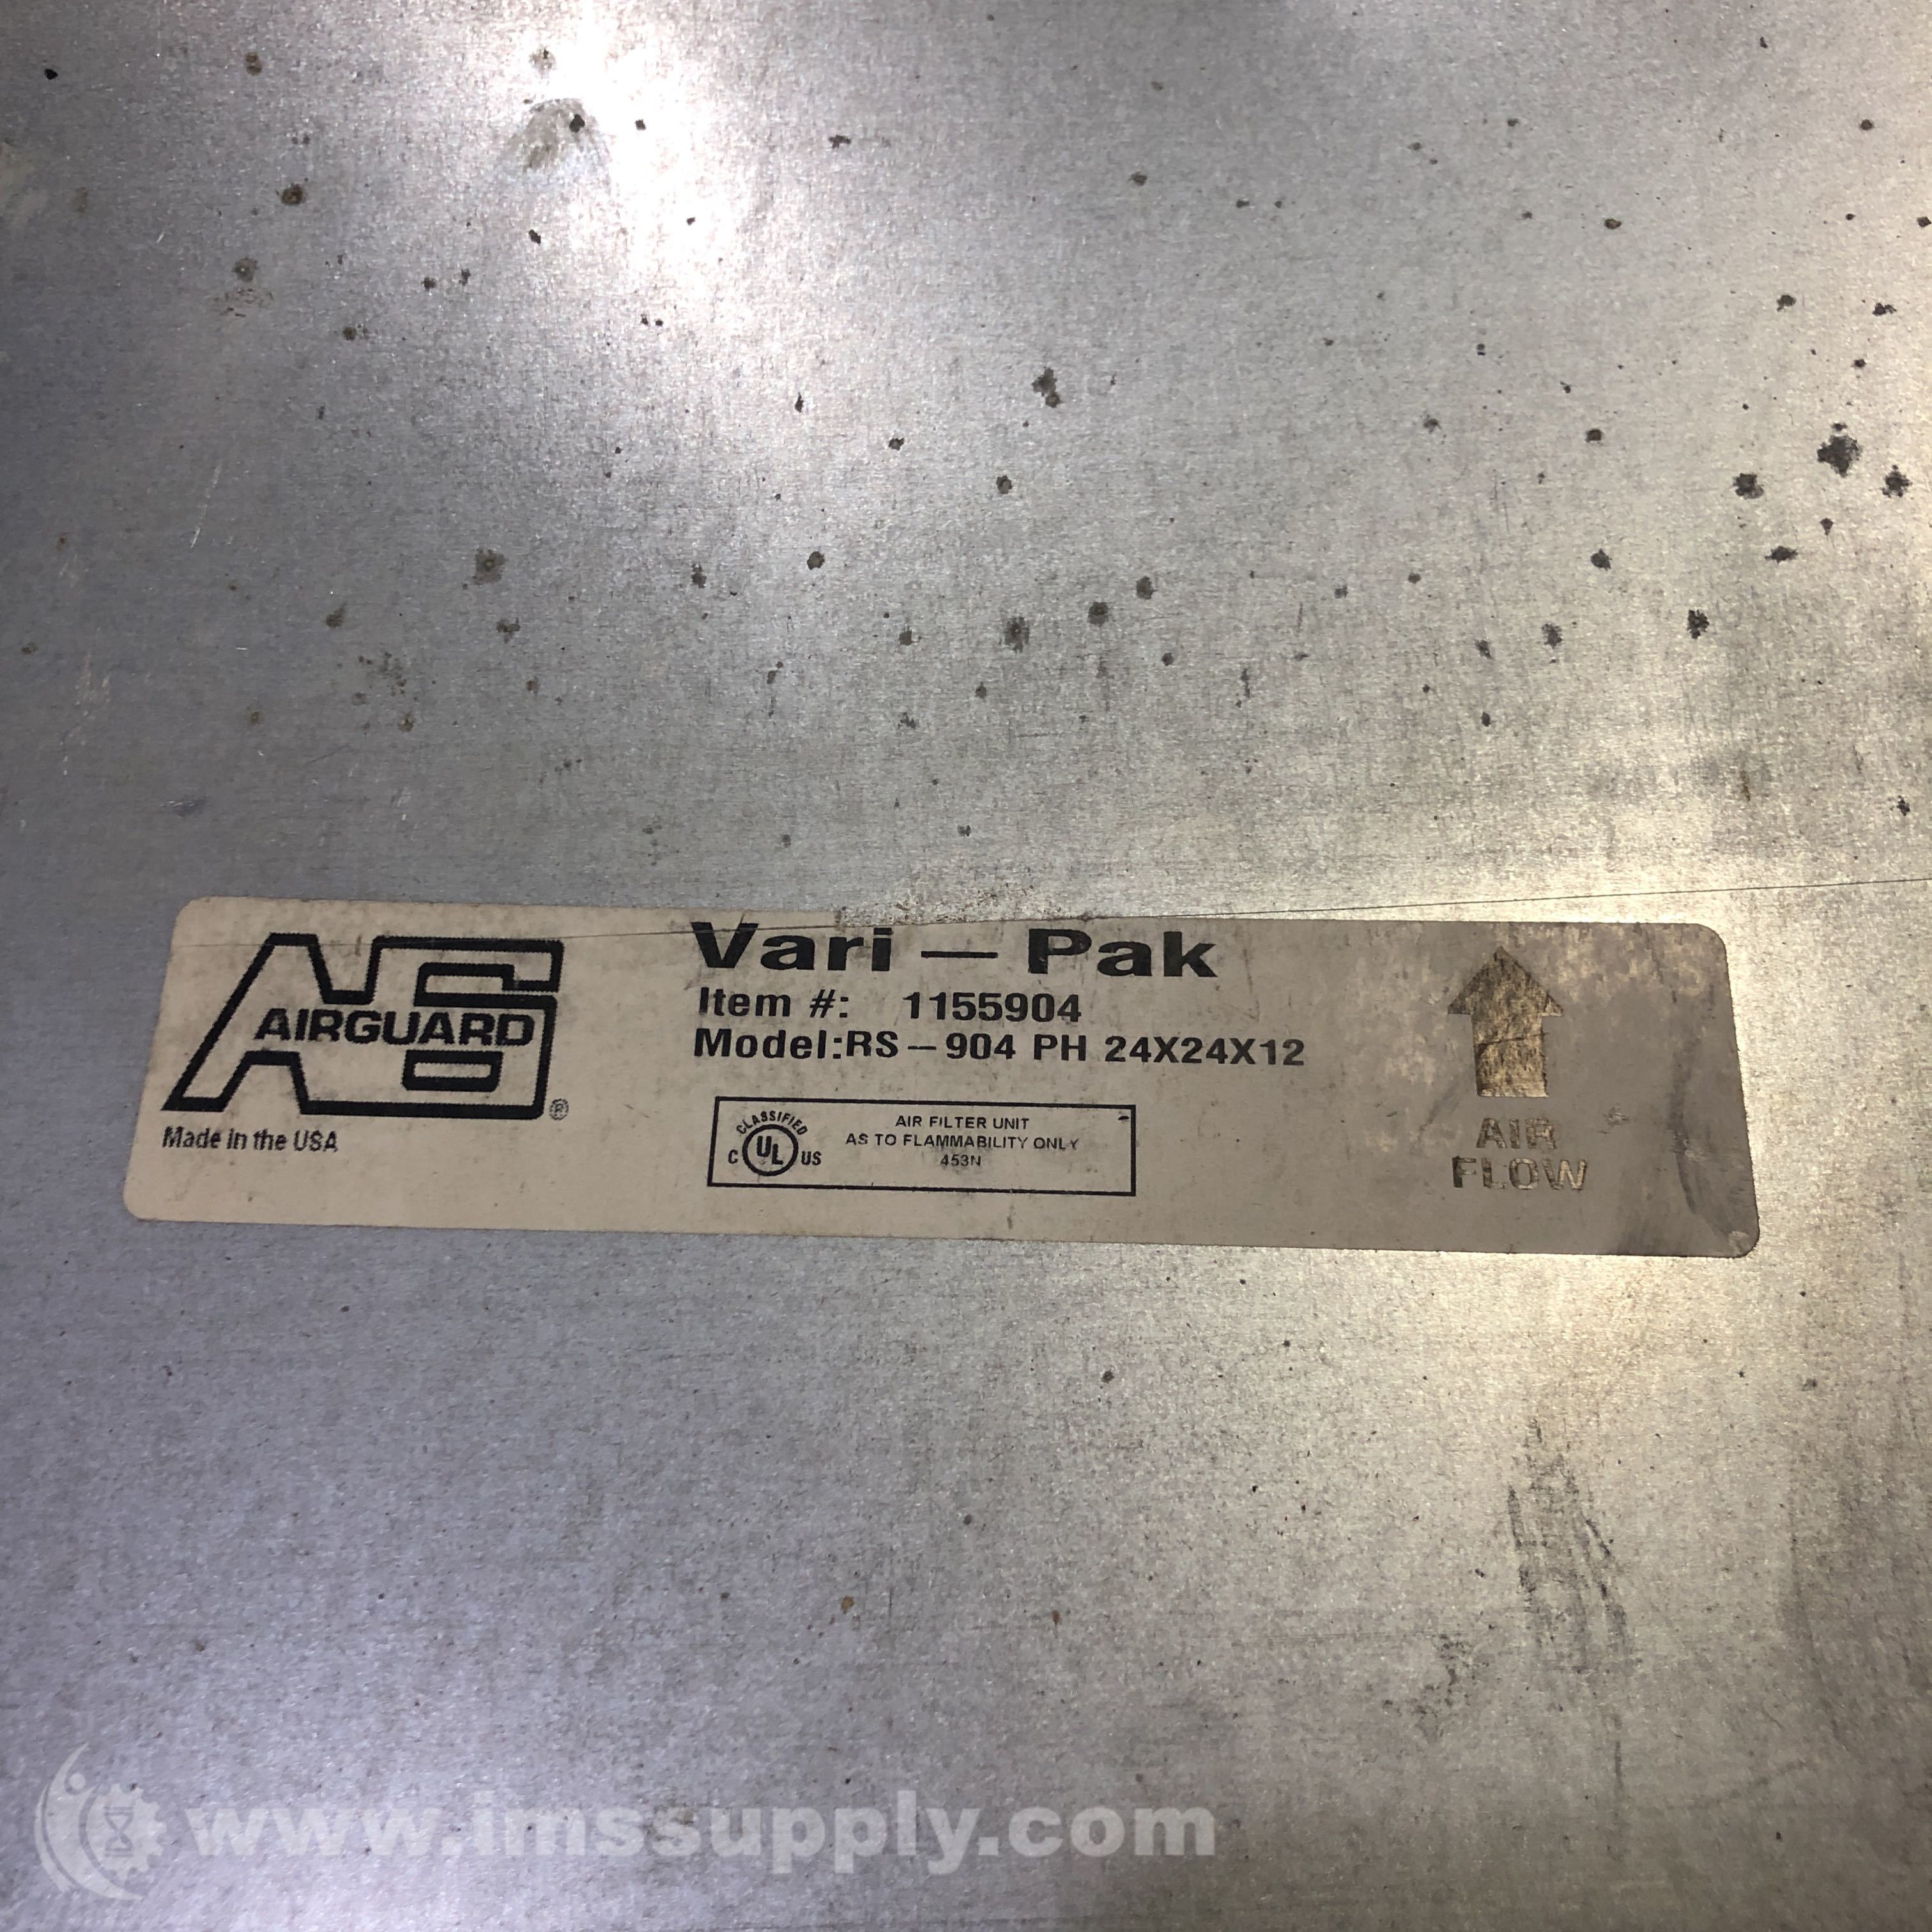 AG
AIRGUARD®
Made in the USA
Vari – Pak
Item #: 1155904
Model:RS – 904 PH 24X24X12
CLASSIFIED
C UL US
AIR FILTER UNIT
AS TO FLAMMABILITY ONLY
453N
AIR
FLOW
www.imssupply.com